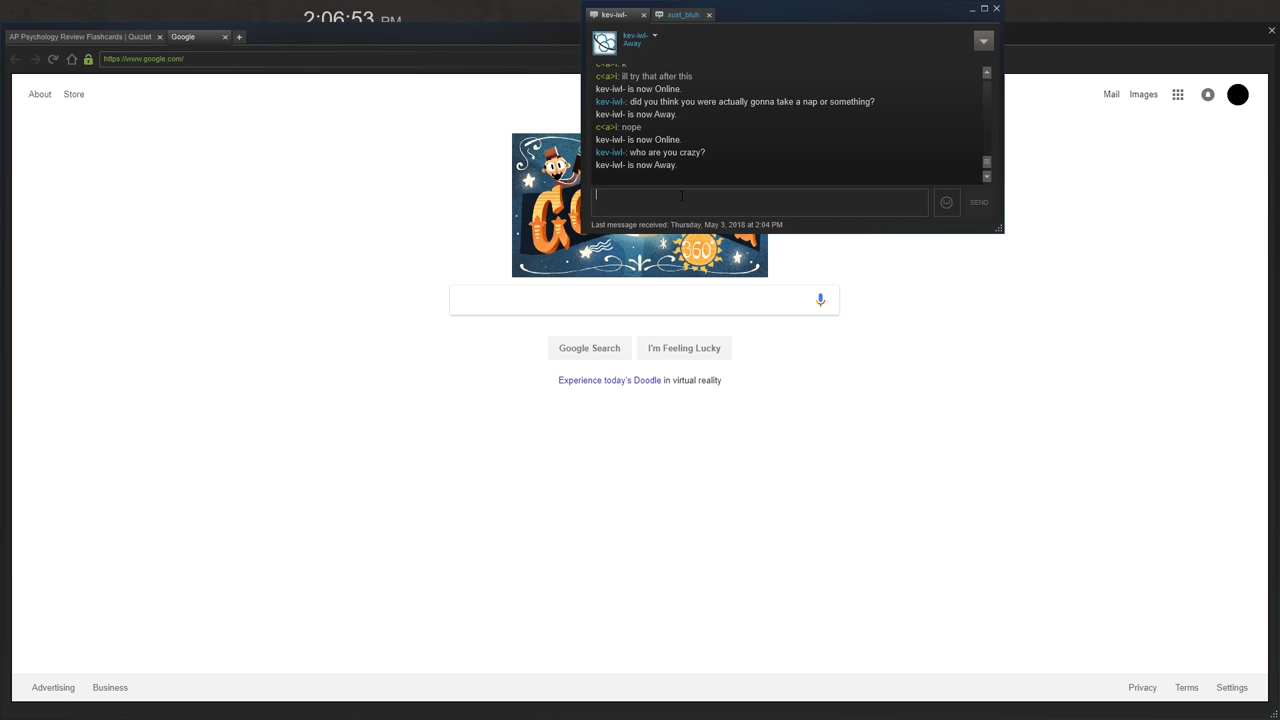 2:06:53 PM
AP Psychology Review Flashcards | Quizlet
Google
https://www.google.com/
About
Store
Mail
Images
kev-iwl-
aust_bluh
kev-iwl-
Away
c<a>i: k
c<a>i: ill try that after this
kev-iwl- is now Online.
kev-iwl-: did you think you were actually gonna take a nap or something?
kev-iwl- is now Away.
c<a>i: nope
kev-iwl- is now Online.
kev-iwl-: who are you crazy?
kev-iwl- is now Away.
SEND
Last message received: Thursday, May 3, 2018 at 2:04 PM
360°
Google Search
I'm Feeling Lucky
Experience today's Doodle in virtual reality
Advertising
Business
Privacy
Terms
Settings